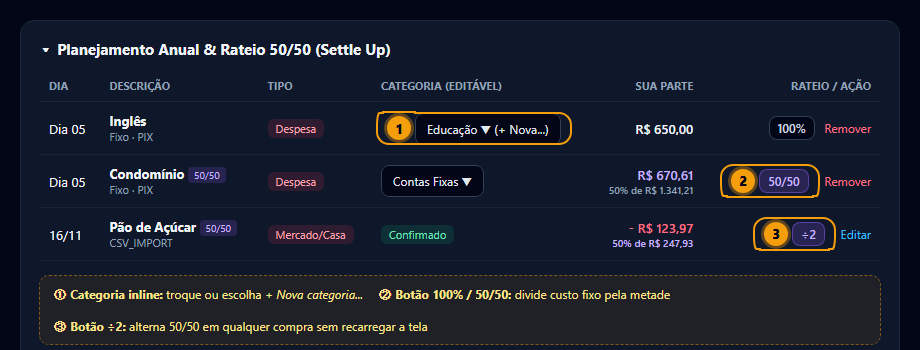 ▼ Planejamento Anual & Rateio 50/50 (Settle Up)
DIA DESCRIÇÃO TIPO CATEGORIA (EDITÁVEL) SUA PARTE RATEIO / AÇÃO
Dia 05 Inglês Despesa 1 Educação ▼ (+ Nova...) R$ 650,00 100% Remover
Fixo · PIX
Dia 05 Condomínio 50/50 Despesa Contas Fixas ▼ R$ 670,61 2 50/50 Remover
Fixo · PIX 50% de R$ 1.341,21
16/11 Pão de Açúcar 50/50 Mercado/Casa Confirmado - R$ 123,97 3 ÷2 Editar
CSV_IMPORT 50% de R$ 247,93
① Categoria inline: troque ou escolha + Nova categoria... ② Botão 100% / 50/50: divide custo fixo pela metade
③ Botão ÷2: alterna 50/50 em qualquer compra sem recarregar a tela